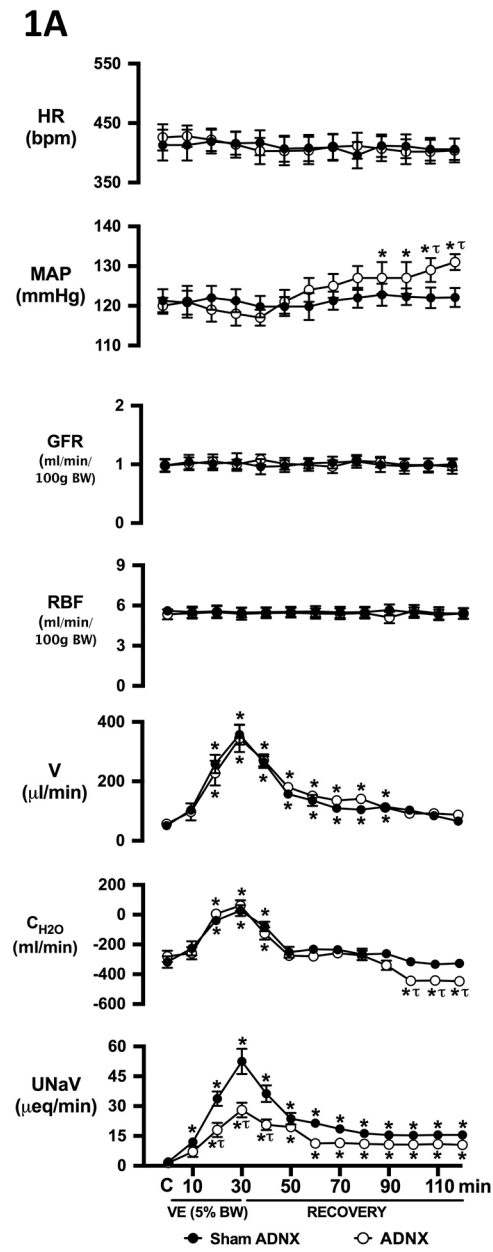 1A
550
HR
(bpm)
450
350
140
MAP
(mmHg)
130
120
110
* * *τ *τ
2
GFR
(ml/min/
100g BW)
1
0
9
RBF
(ml/min/
100g BW)
6
3
0
400
V
(µl/min)
200
0
* * * * * * * *
* * * * * * * *
200
C H2O
(ml/min)
0
-200
-400
-600
* * *
* * *
*τ *τ *τ
60
UNaV
(µeq/min)
45
30
15
0
* * * * * * * * * * * *
*τ *τ *τ * * * * * * * *
C 10 30 50 70 90 110 min
VE (5% BW) RECOVERY
Sham ADNX ADNX